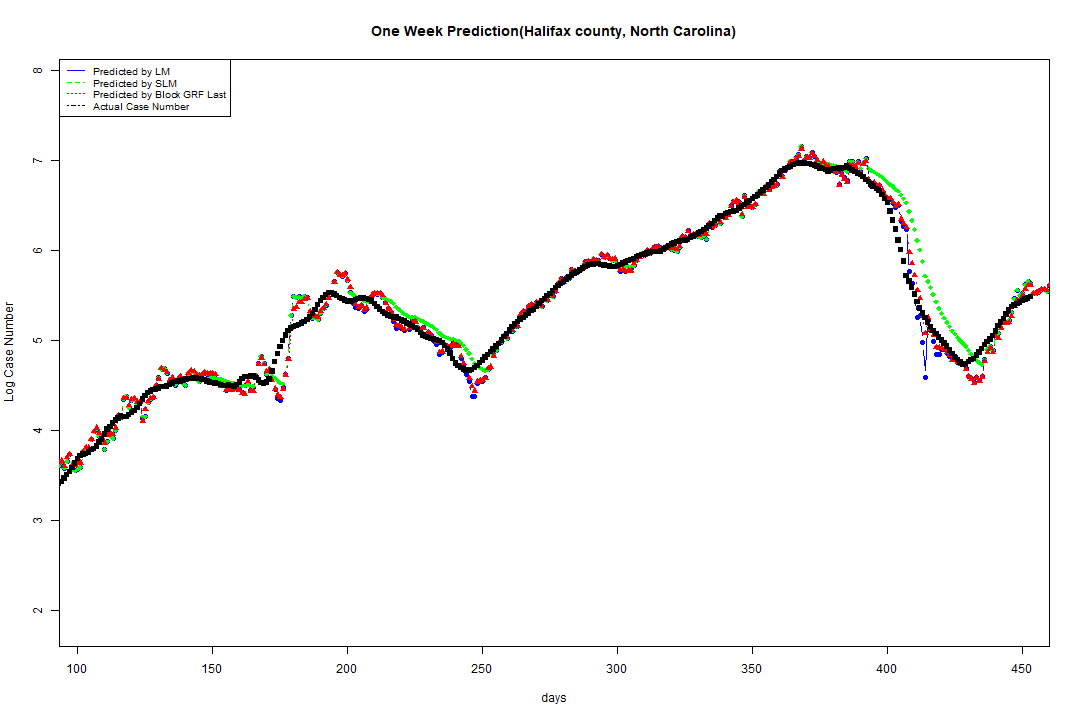 One Week Prediction(Halifax county, North Carolina)
Predicted by LM
Predicted by SLM
Predicted by Block GRF Last
Actual Case Number
Log Case Number
8
7
6
5
4
3
2
100 150 200 250 300 350 400 450
days